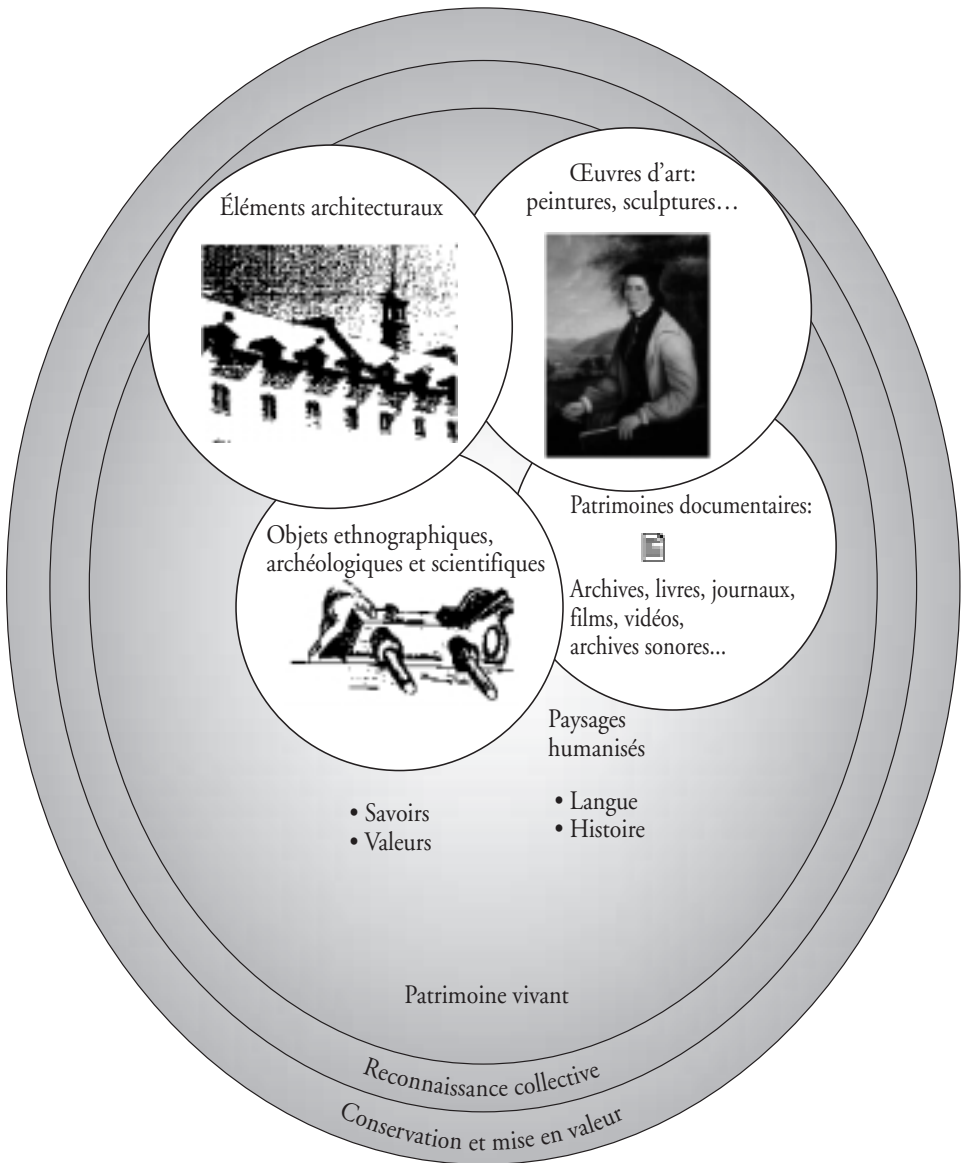 Éléments architecturaux
Œuvres d’art:
peintures, sculptures…
Objets ethnographiques,
archéologiques et scientifiques
Patrimoines documentaires:
Archives, livres, journaux,
films, vidéos,
archives sonores...
Paysages
humanisés
• Savoirs
• Valeurs
• Langue
• Histoire
Patrimoine vivant
Reconnaissance collective
Conservation et mise en valeur